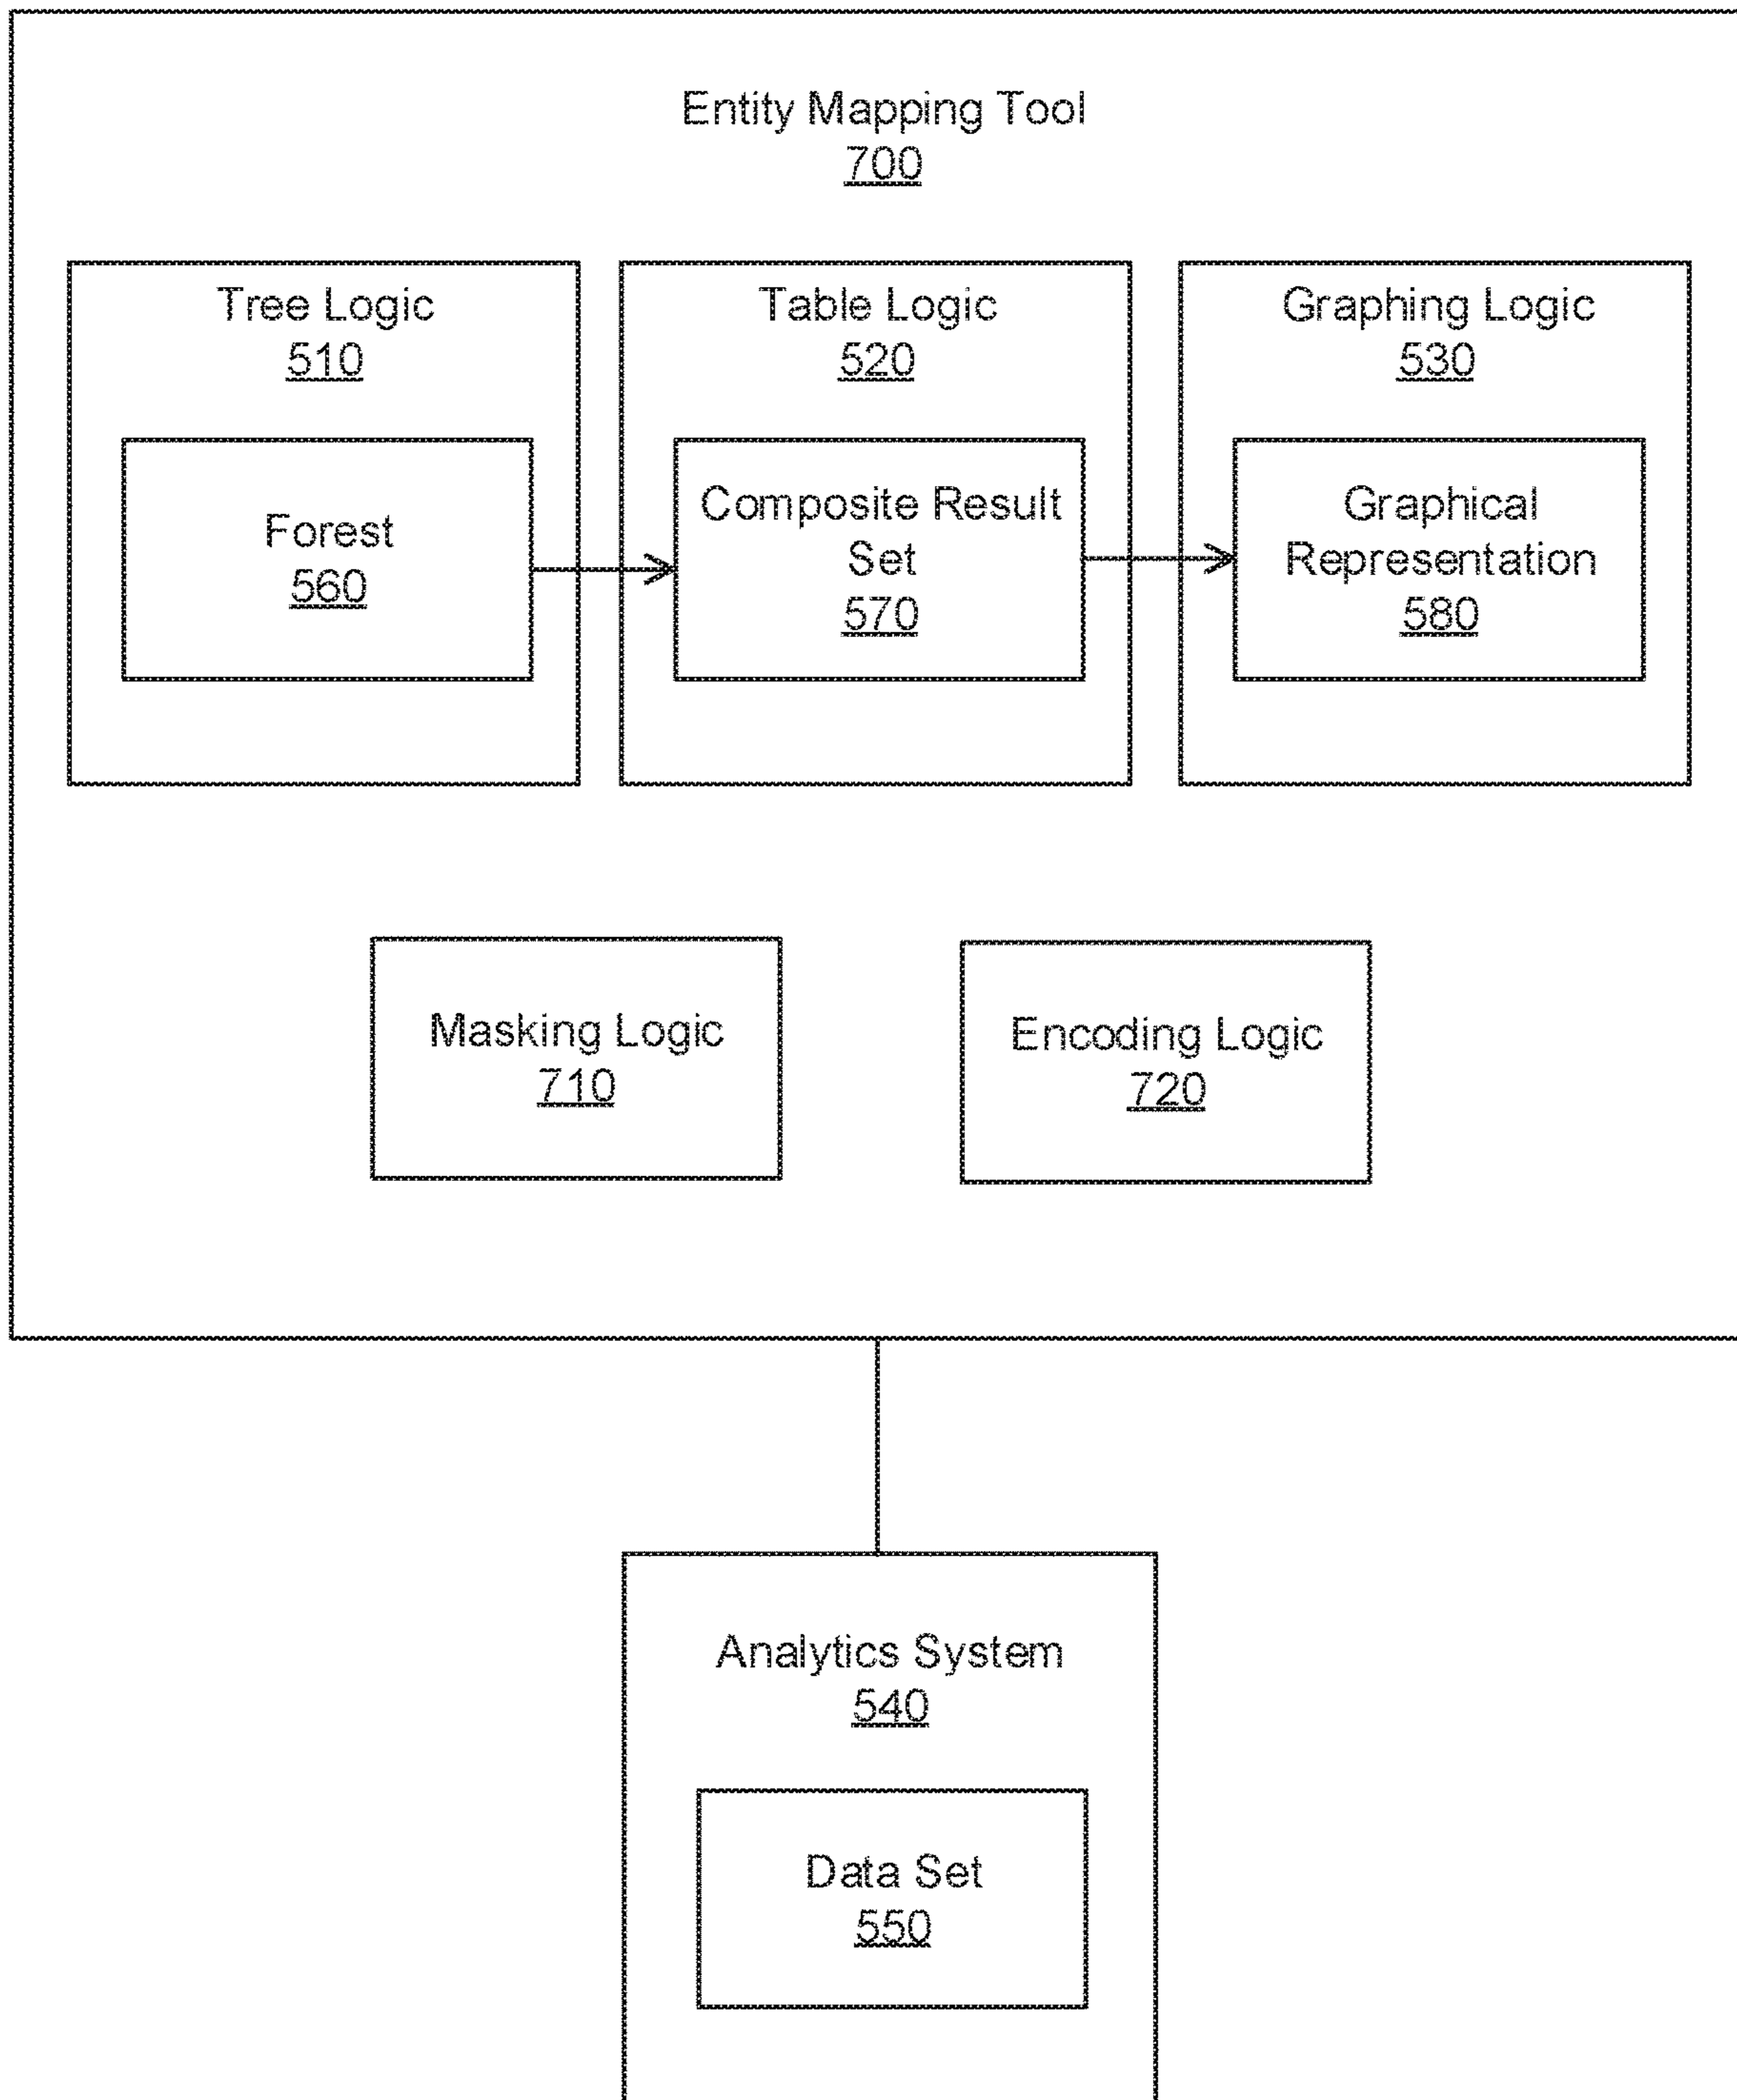 Entity Mapping Tool
700
Tree Logic
510
Table Logic
520
Graphing Logic
530
Forest
560
Composite Result
Set
570
Graphical
Representation
580
Masking Logic
710
Encoding Logic
720
Analytics System
540
Data Set
550